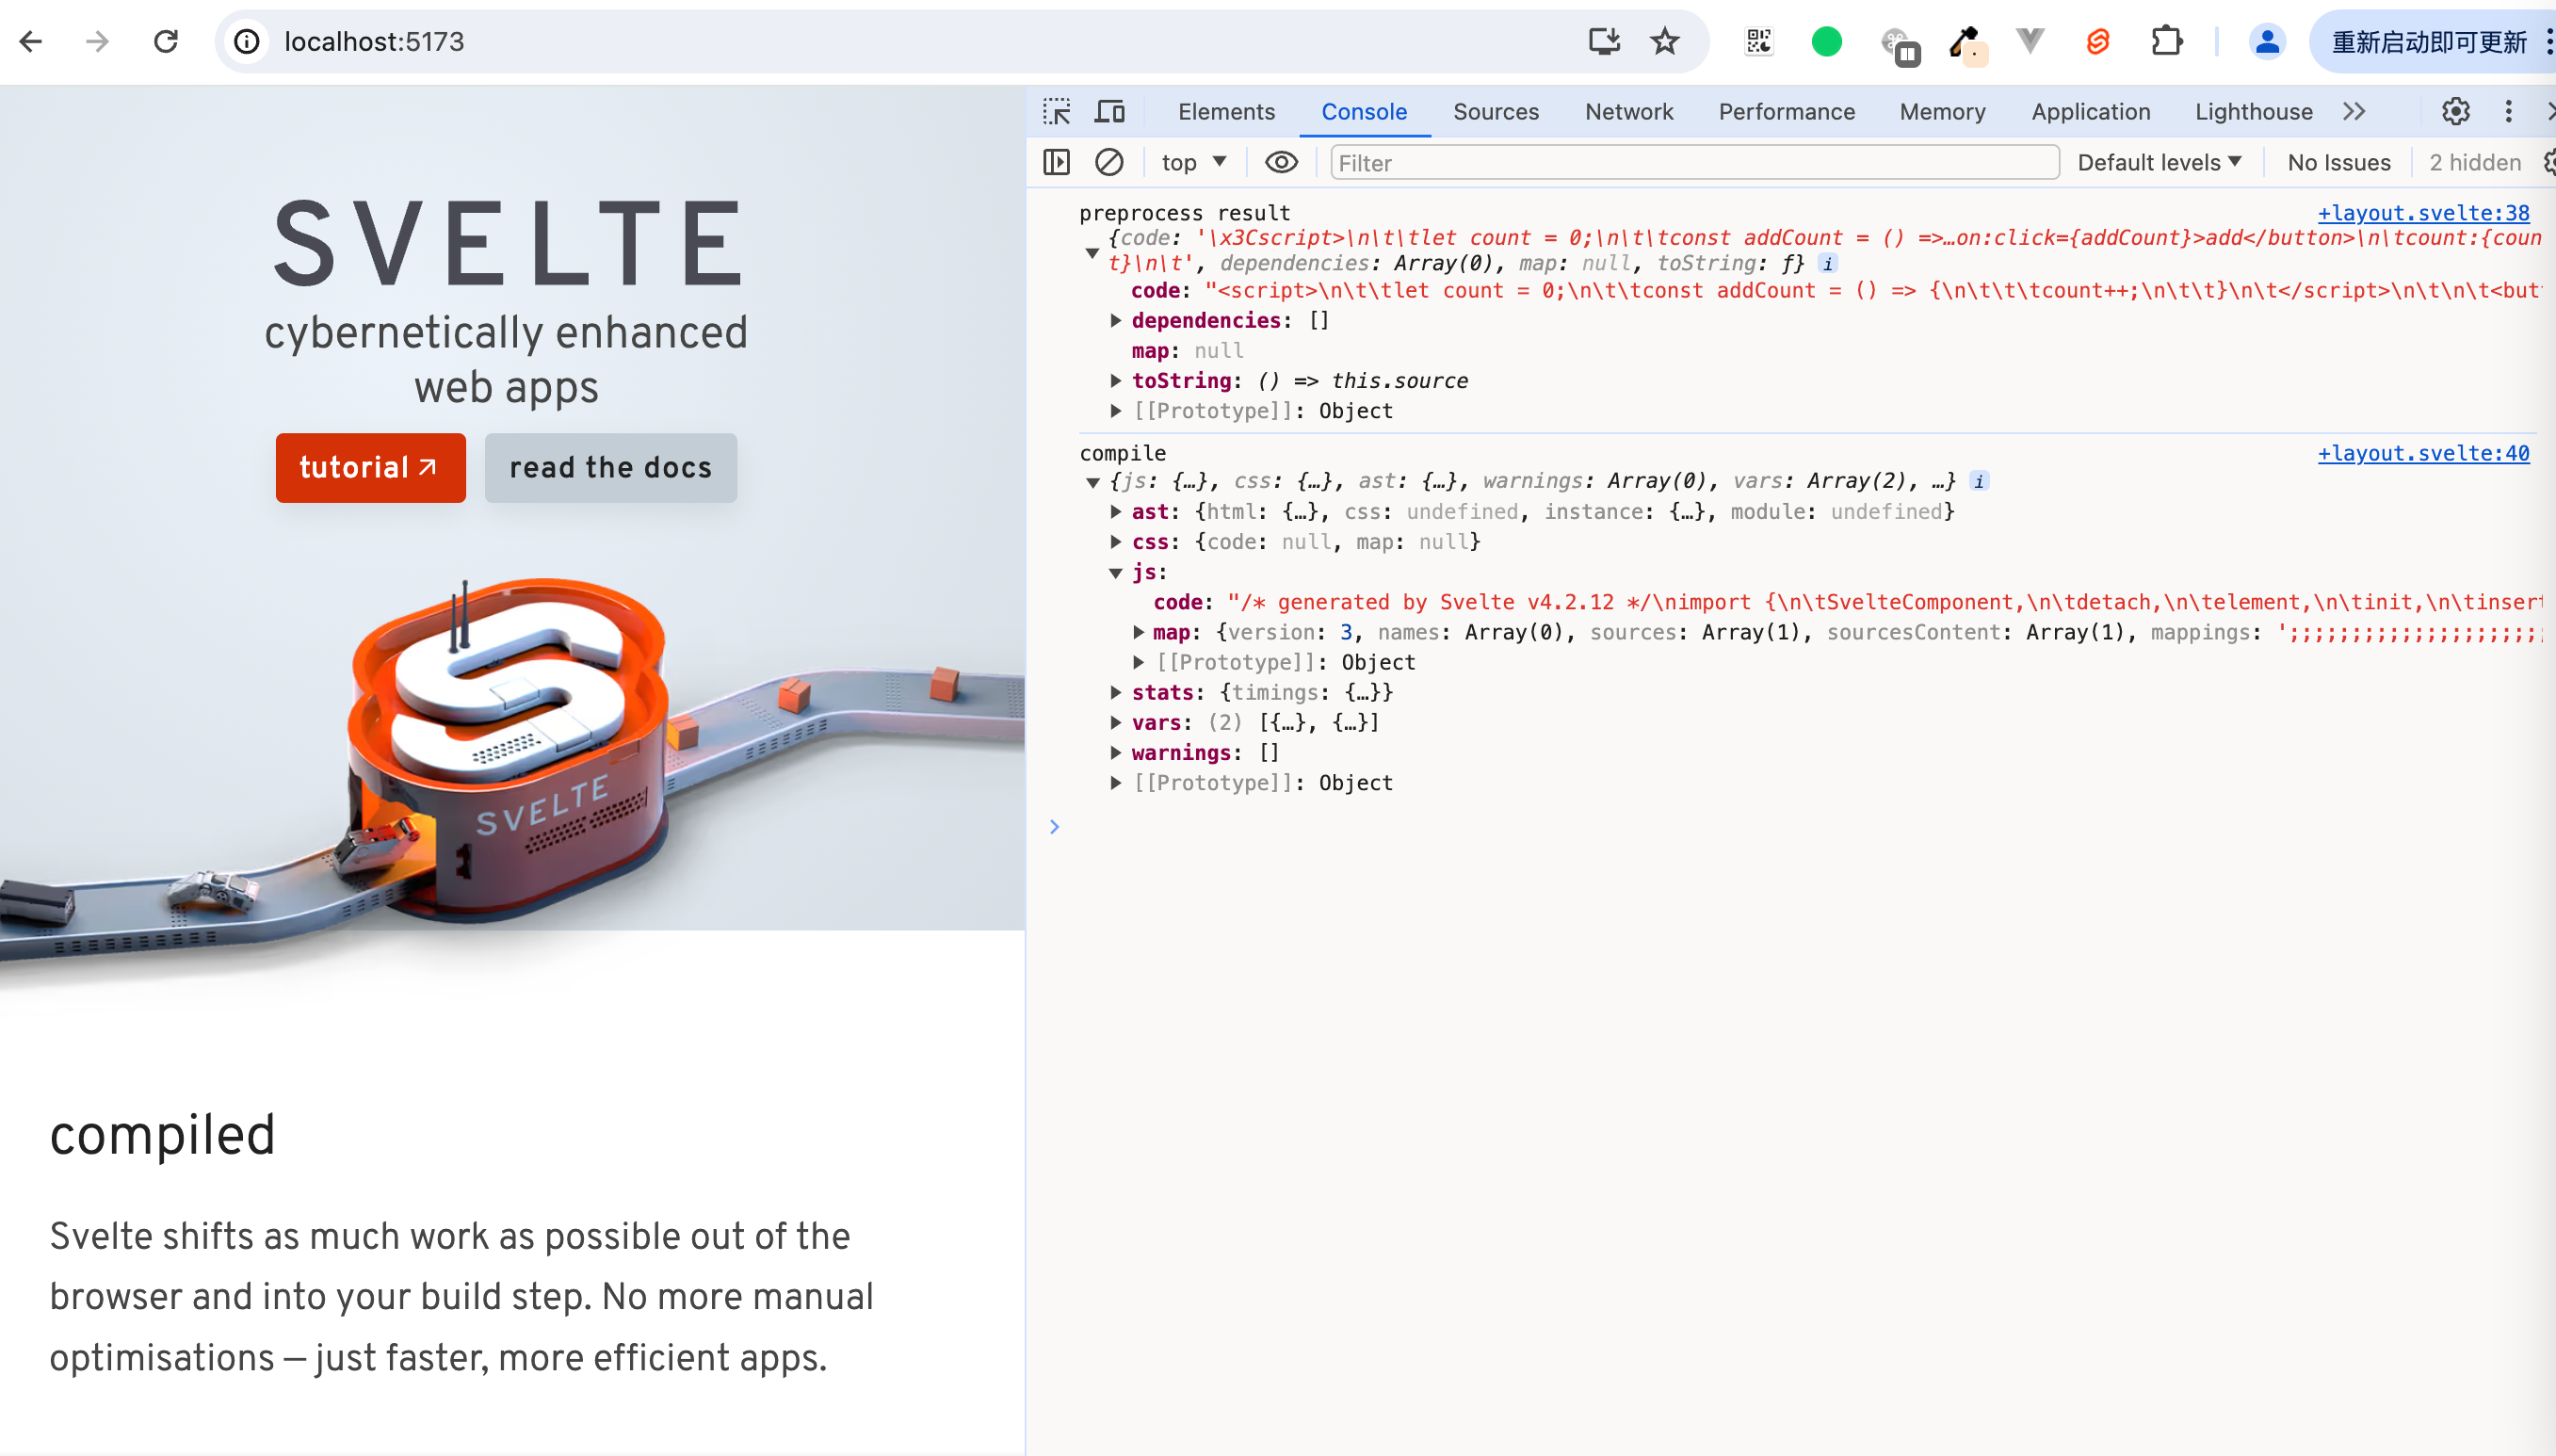 localhost:5173
重新启动即可更新
SVELTE
cybernetically enhanced
web apps
tutorial
read the docs
SVELTE
compiled
Svelte shifts as much work as possible out of the
browser and into your build step. No more manual
optimisations – just faster, more efficient apps.
Elements Console Sources Network Performance Memory Application Lighthouse
top Filter Default levels No Issues 2 hidden
preprocess result +layout.svelte:38
{code: '\x3Cscript>\n\t\tlet count = 0;\n\t\tconst addCount = () =>…on:click={addCount}>add</button>\n\tcount:{coun
t}\n\t', dependencies: Array(0), map: null, toString: ƒ} i
code: "<script>\n\t\tlet count = 0;\n\t\tconst addCount = () => {\n\t\t\tcount++;\n\t\t}\n\t</script>\n\t\n\t<but
dependencies: []
map: null
toString: () => this.source
[[Prototype]]: Object
compile +layout.svelte:40
{js: {…}, css: {…}, ast: {…}, warnings: Array(0), vars: Array(2), …} i
ast: {html: {…}, css: undefined, instance: {…}, module: undefined}
css: {code: null, map: null}
js:
code: "/* generated by Svelte v4.2.12 */\nimport {\n\tSvelteComponent,\n\tdetach,\n\telement,\n\tinit,\n\tinsert
map: {version: 3, names: Array(0), sources: Array(1), sourcesContent: Array(1), mappings: ';;;;;;;;;;;;;;;;;;;;;
[[Prototype]]: Object
stats: {timings: {…}}
vars: (2) [{…}, {…}]
warnings: []
[[Prototype]]: Object